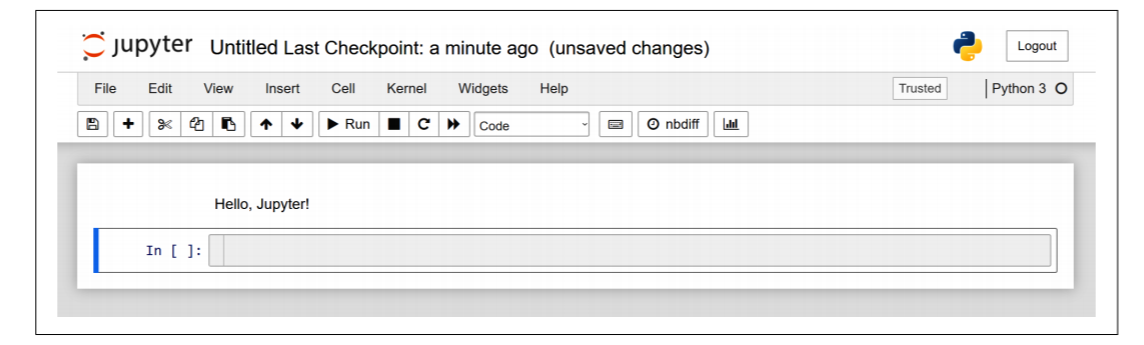 jupyter Untitled Last Checkpoint: a minute ago (unsaved changes) Logout
File Edit View Insert Cell Kernel Widgets Help Trusted Python 3
Run Code nbdiff
Hello, Jupyter!
In [ ]: